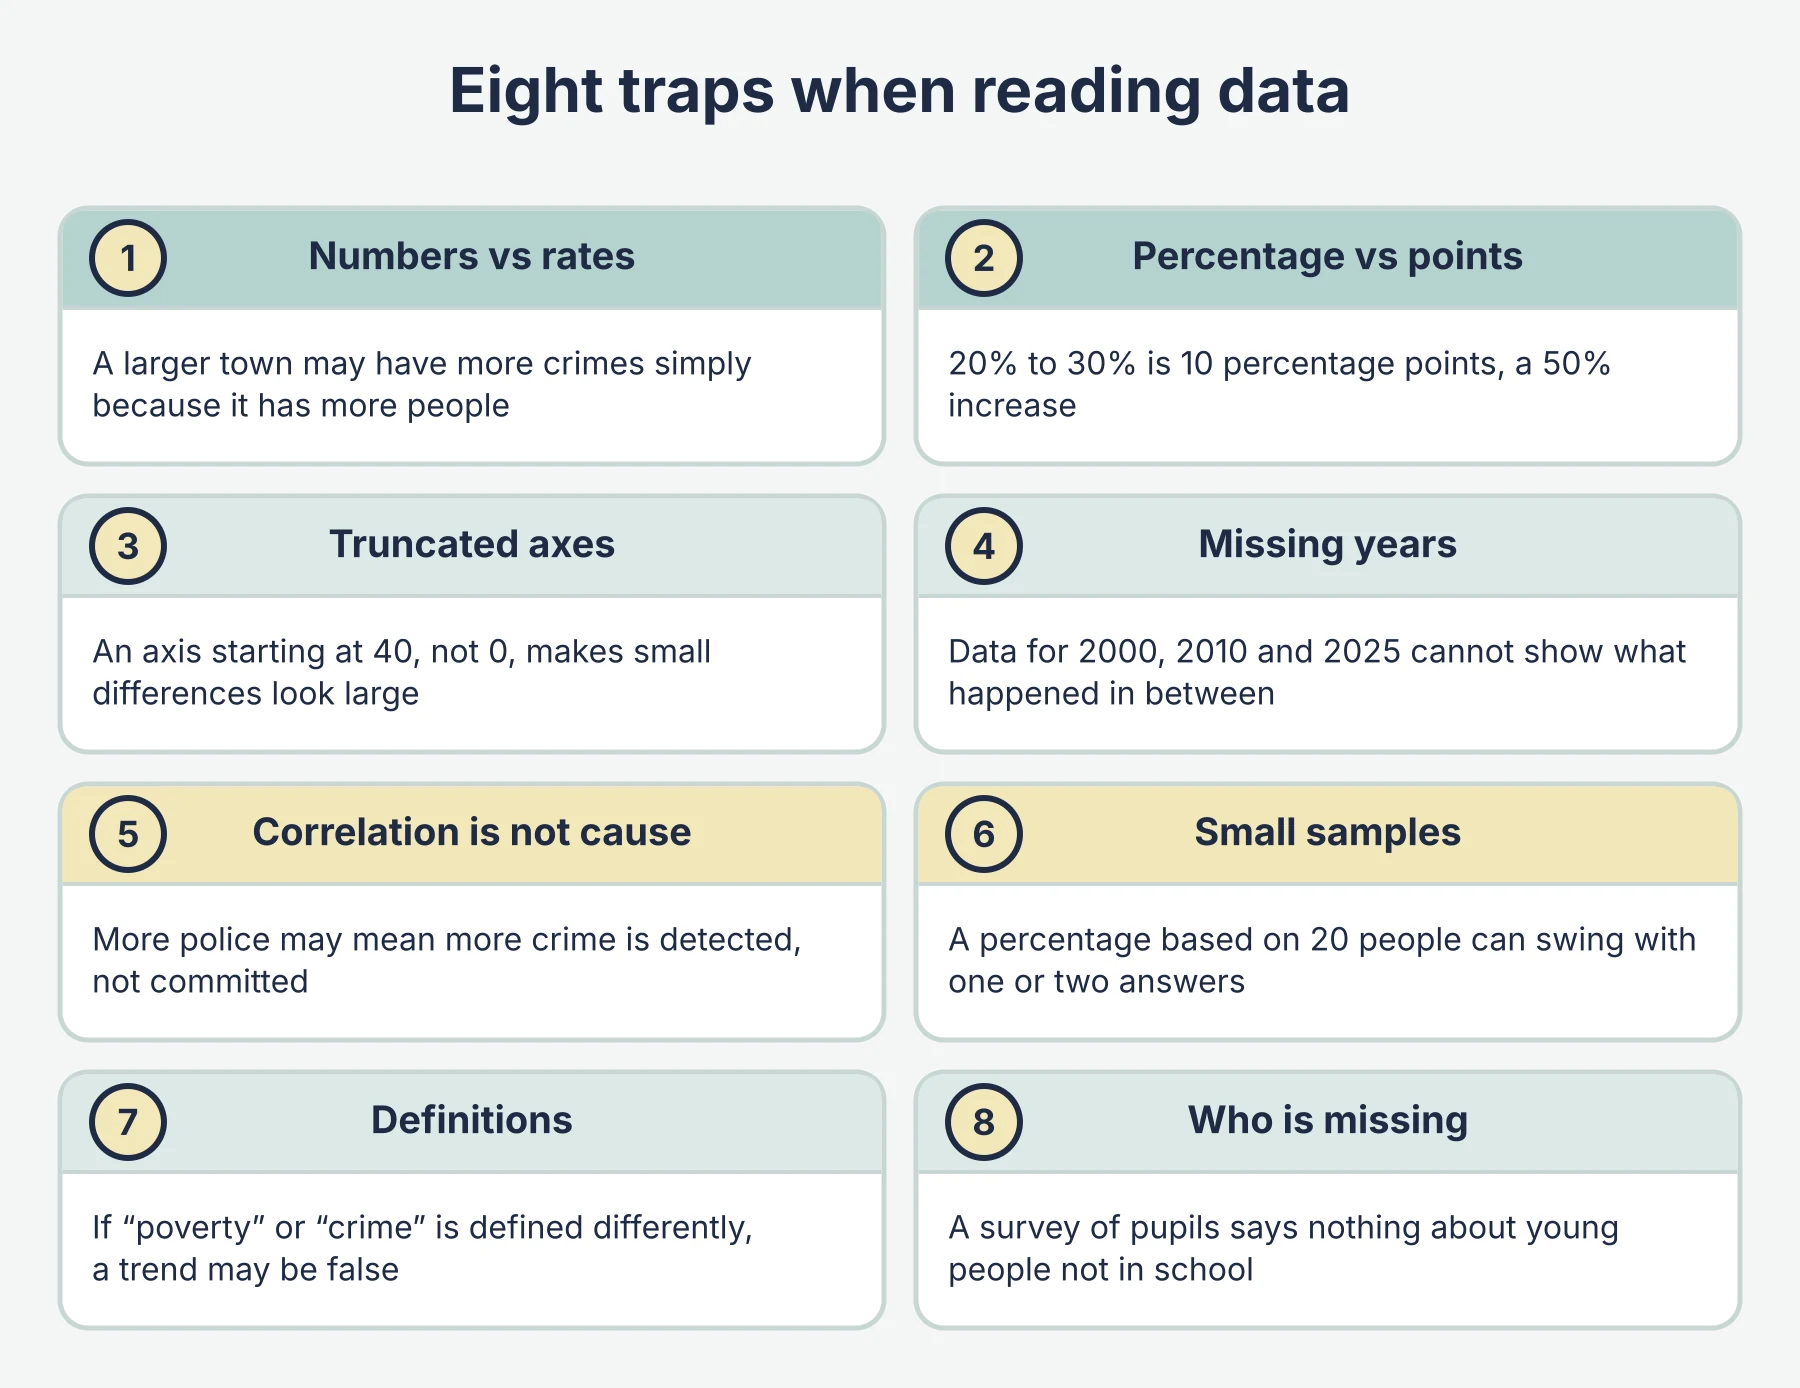 Eight traps when reading data
1
Numbers vs rates
A larger town may have more crimes simply
because it has more people
2
Percentage vs points
20% to 30% is 10 percentage points, a 50%
increase
3
Truncated axes
An axis starting at 40, not 0, makes small
differences look large
4
Missing years
Data for 2000, 2010 and 2025 cannot show what
happened in between
5
Correlation is not cause
More police may mean more crime is detected,
not committed
6
Small samples
A percentage based on 20 people can swing with
one or two answers
7
Definitions
If “poverty” or “crime” is defined differently,
a trend may be false
8
Who is missing
A survey of pupils says nothing about young
people not in school